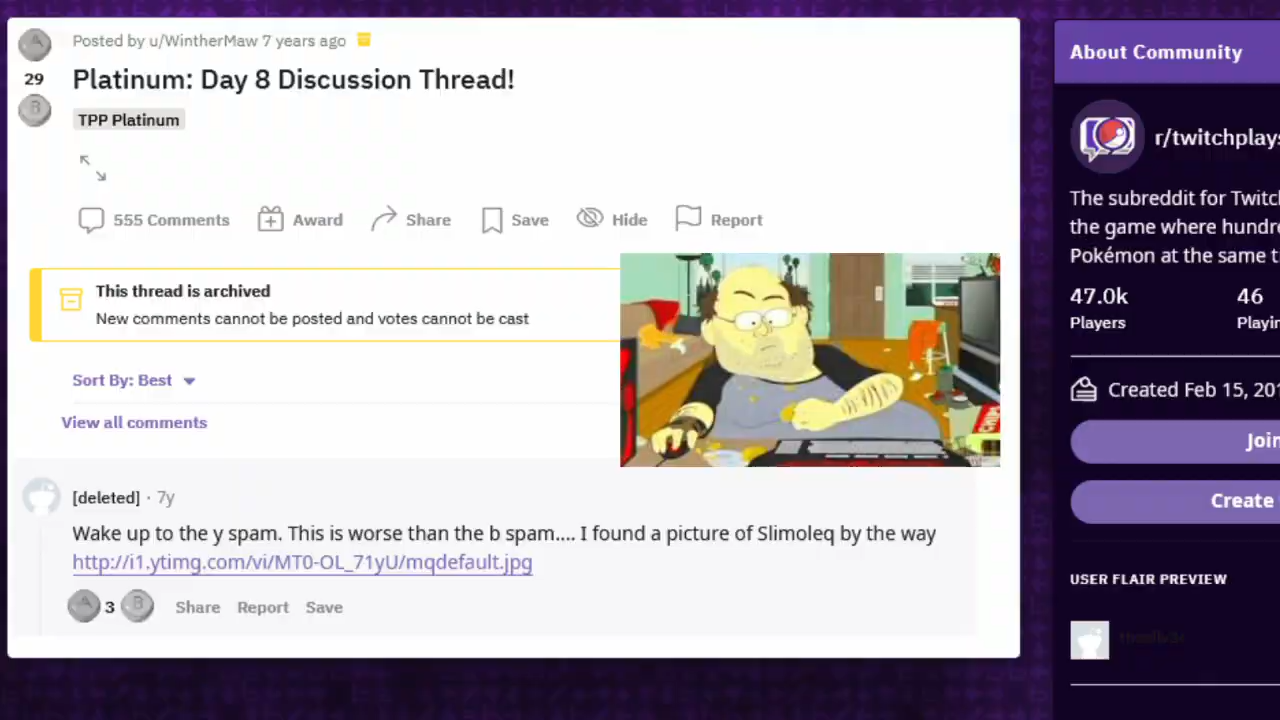 Posted by u/WintherMaw 7 years ago
A
29
B
Platinum: Day 8 Discussion Thread!
TPP Platinum
555 Comments Award Share Save Hide Report
This thread is archived
New comments cannot be posted and votes cannot be cast
Sort By: Best
View all comments
[deleted] · 7y
Wake up to the y spam. This is worse than the b spam.... I found a picture of Slimoleq by the way
http://i1.ytimg.com/vi/MT0-OL_71yU/mqdefault.jpg
A 3 B Share Report Save
About Community
r/twitchplays
The subreddit for Twitch
the game where hundre
Pokémon at the same t
47.0k 46
Players Playin
Created Feb 15, 201
Join
Create
USER FLAIR PREVIEW